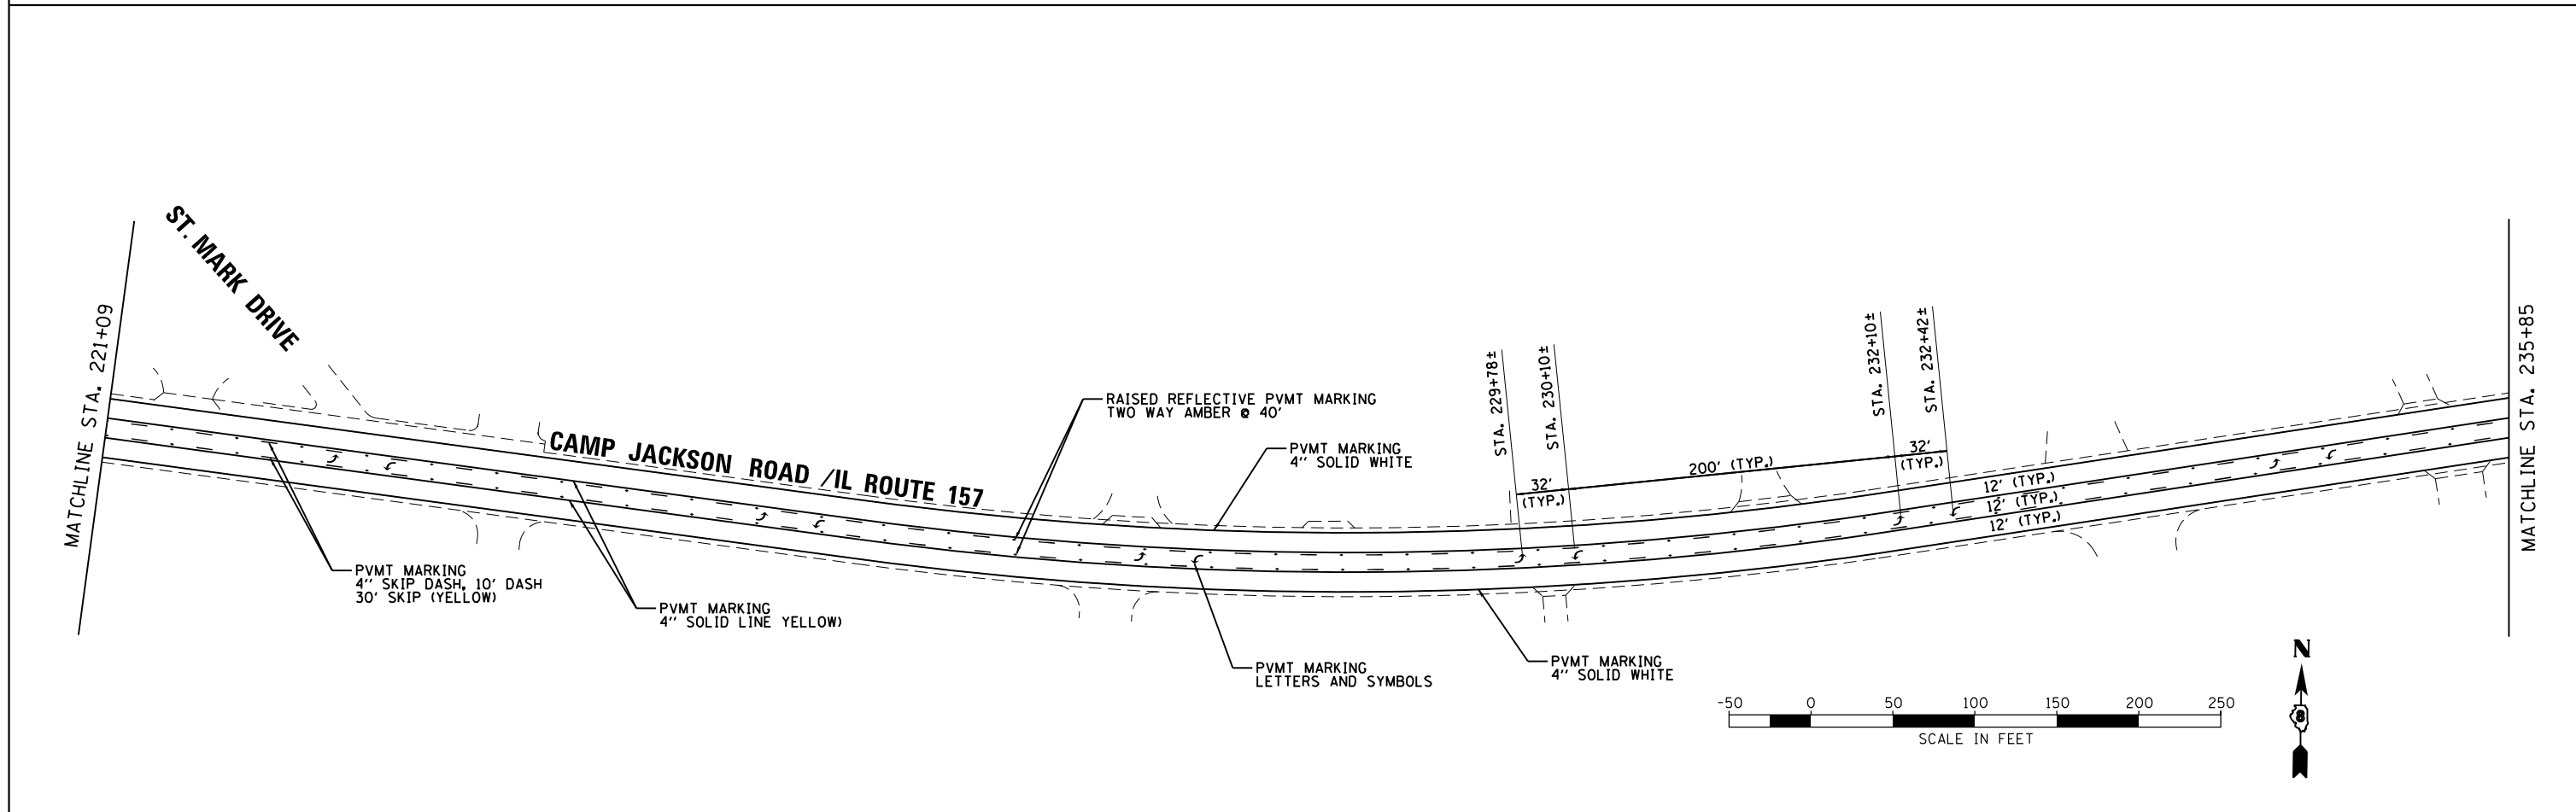 ST. MARK DRIVE
MATCHLINE STA. 221+09
CAMP JACKSON ROAD /IL ROUTE 157
RAISED REFLECTIVE PVMT MARKING
TWO WAY AMBER @ 40'
PVMT MARKING
4'' SOLID WHITE
STA. 229+78±
STA. 230+10±
STA. 232+10±
STA. 232+42±
32'
(TYP.)
200' (TYP.)
32'
(TYP.)
12' (TYP.)
12' (TYP.)
12' (TYP.)
MATCHLINE STA. 235+85
PVMT MARKING
4'' SKIP DASH, 10' DASH
30' SKIP (YELLOW)
PVMT MARKING
4'' SOLID LINE YELLOW)
PVMT MARKING
LETTERS AND SYMBOLS
PVMT MARKING
4'' SOLID WHITE
-50 0 50 100 150 200 250
SCALE IN FEET
N
8